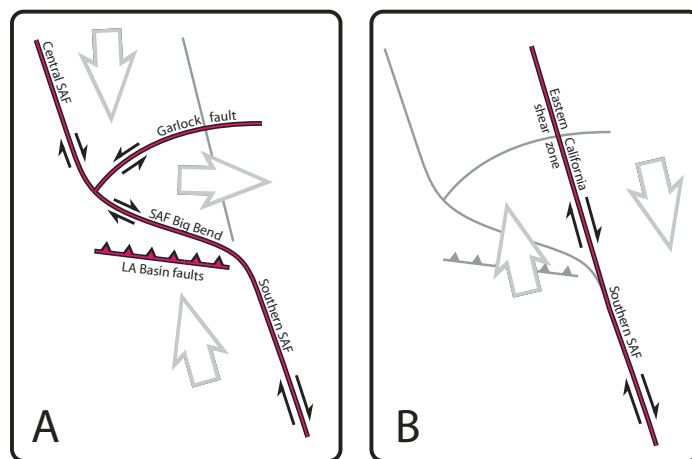 Central SAF
Garlock fault
SAF Big Bend
LA Basin faults
Southern SAF
A
Eastern California
shear zone
Southern SAF
B